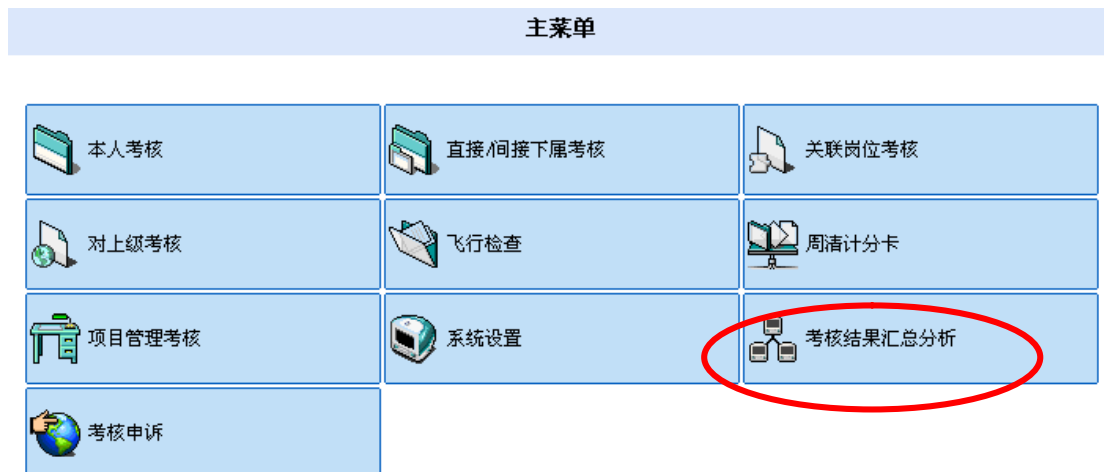 主菜单
本人考核
直接/间接下属考核
关联岗位考核
对上级考核
飞行检查
周清计分卡
项目管理考核
系统设置
考核结果汇总分析
考核申诉